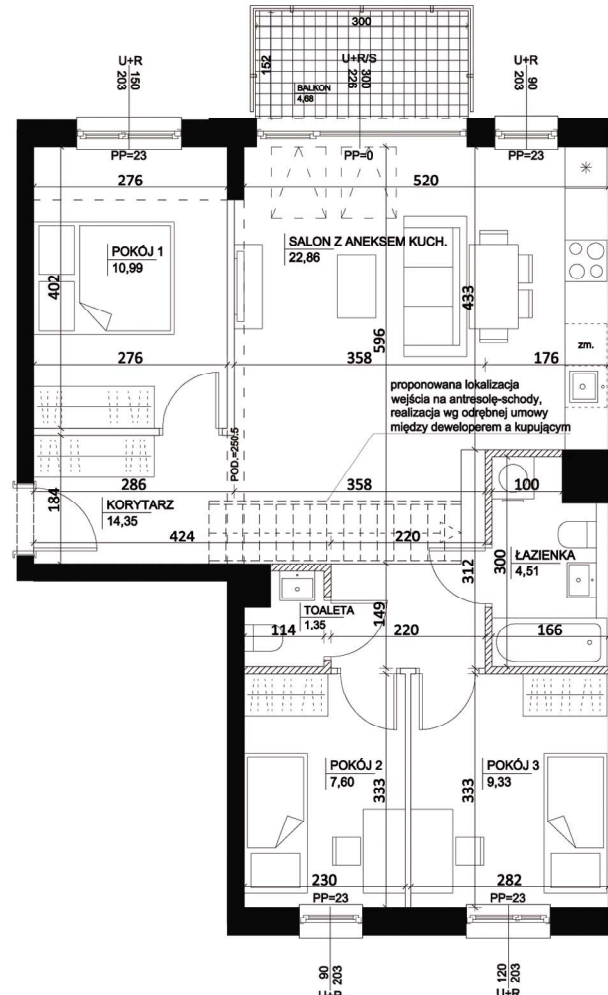 300
152
U+R/S
300
226
BALKON
4,68
U+R
150
203
U+R
90
203
PP=23
PP=0
PP=23
276
520
POKÓJ 1
10,99
SALON Z ANEKSEM KUCH.
22,86
402
433
596
276
358
176
zm.
proponowana lokalizacja
wejścia na antresolę-schody,
realizacja wg odrębnej umowy
między deweloperem a kupującym
POD.=250.5
286
358
100
184
KORYTARZ
14,35
424
220
ŁAZIENKA
4,51
300
312
TOALETA
1,35
149
114
220
166
POKÓJ 2
7,60
POKÓJ 3
9,33
333
333
230
282
PP=23
PP=23
90
203
U+R
120
203
U+R